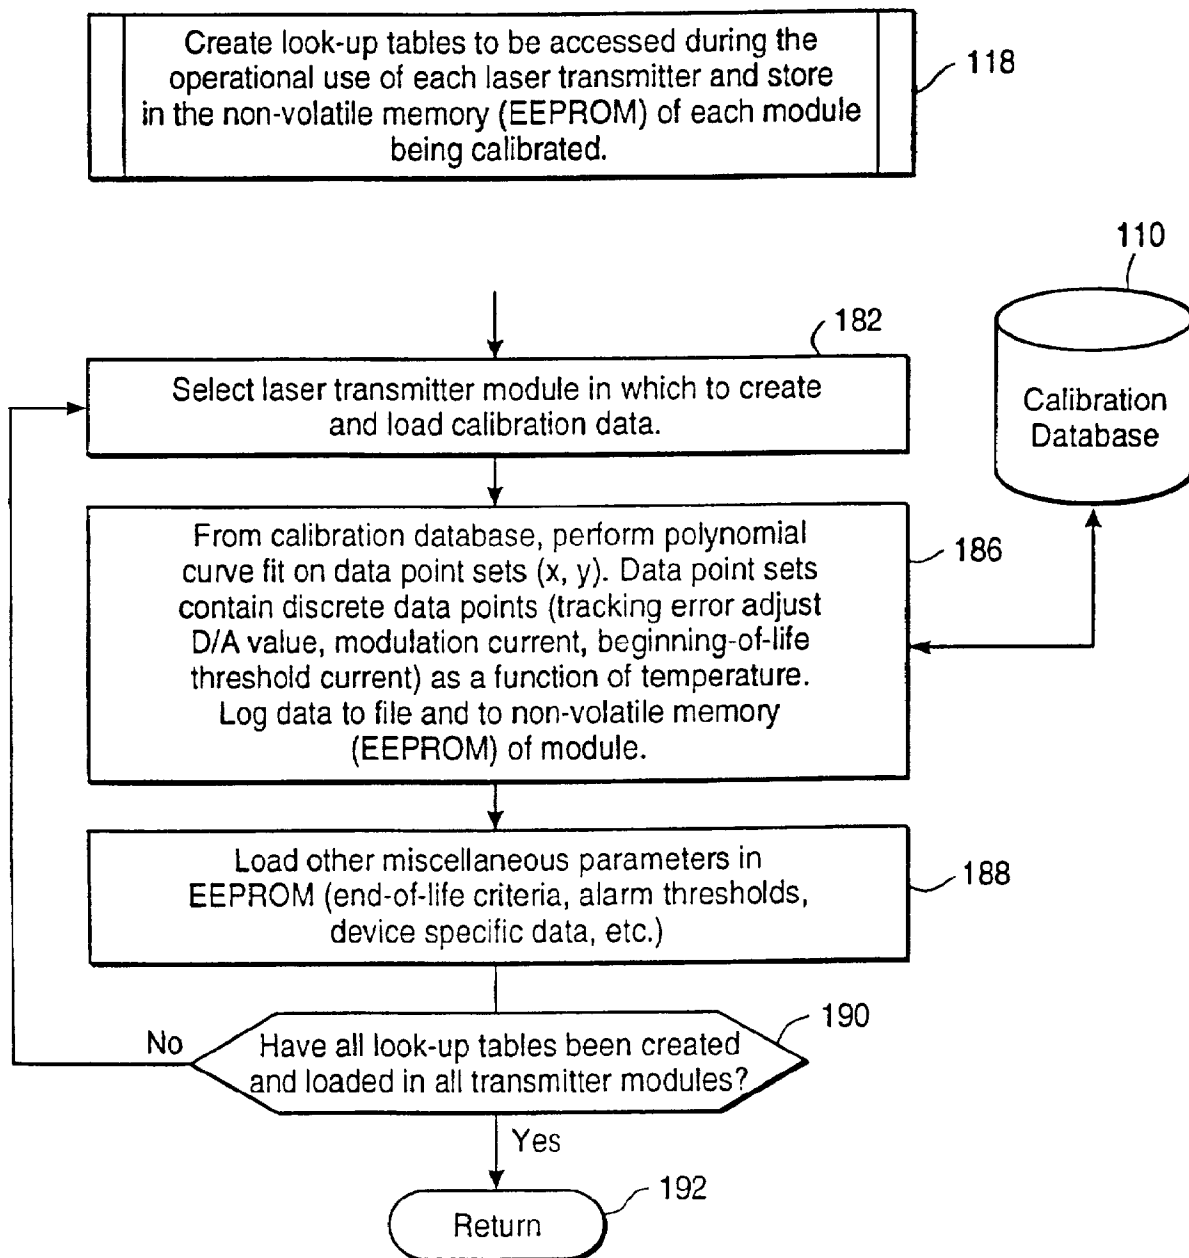 Create look-up tables to be accessed during the
operational use of each laser transmitter and store
in the non-volatile memory (EEPROM) of each module
being calibrated.
118
110
Calibration
Database
182
Select laser transmitter module in which to create
and load calibration data.
From calibration database, perform polynomial
curve fit on data point sets (x, y). Data point sets
contain discrete data points (tracking error adjust
D/A value, modulation current, beginning-of-life
threshold current) as a function of temperature.
Log data to file and to non-volatile memory
(EEPROM) of module.
186
Load other miscellaneous parameters in
EEPROM (end-of-life criteria, alarm thresholds,
device specific data, etc.)
188
No
Have all look-up tables been created
and loaded in all transmitter modules?
190
Yes
Return
192